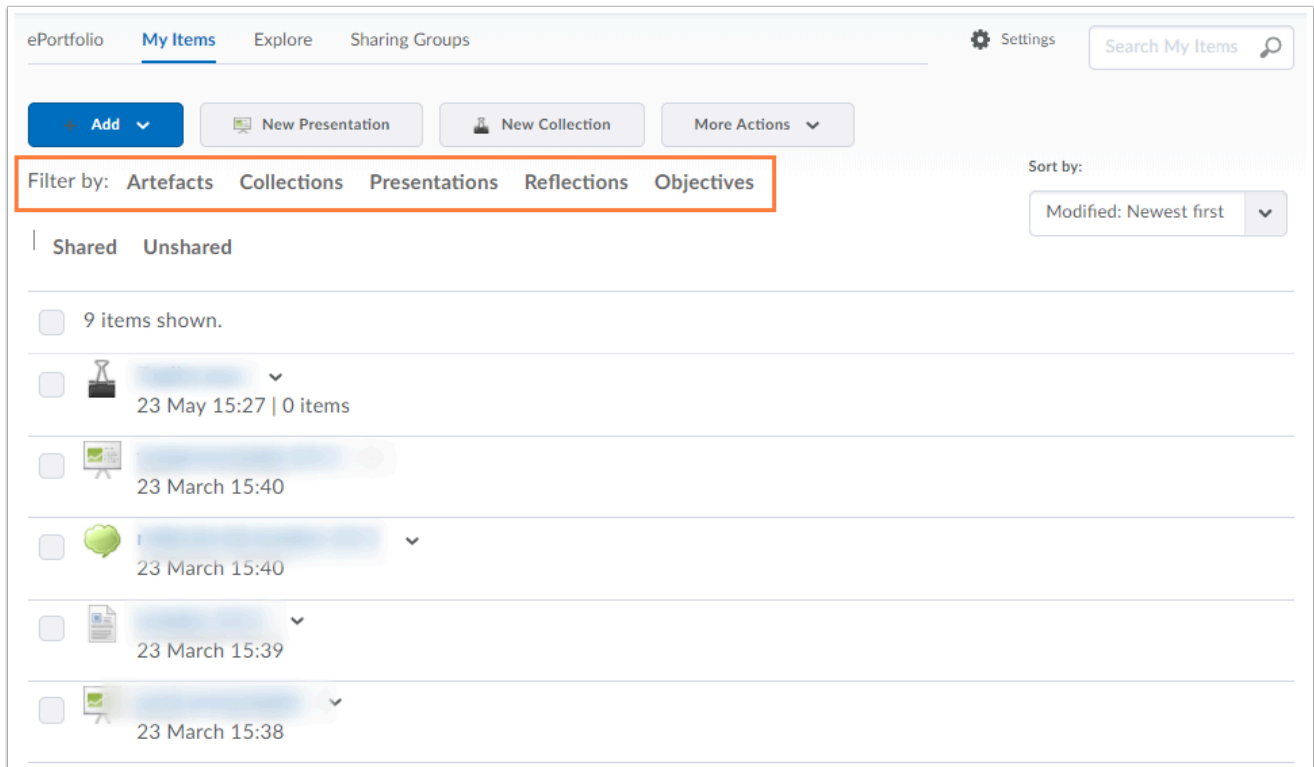 ePortfolio My Items Explore Sharing Groups Settings Search My Items
Add New Presentation New Collection More Actions
Filter by: Artefacts Collections Presentations Reflections Objectives
Sort by:
Modified: Newest first
Shared Unshared
9 items shown.
23 May 15:27 | 0 items
23 March 15:40
23 March 15:40
23 March 15:39
23 March 15:38